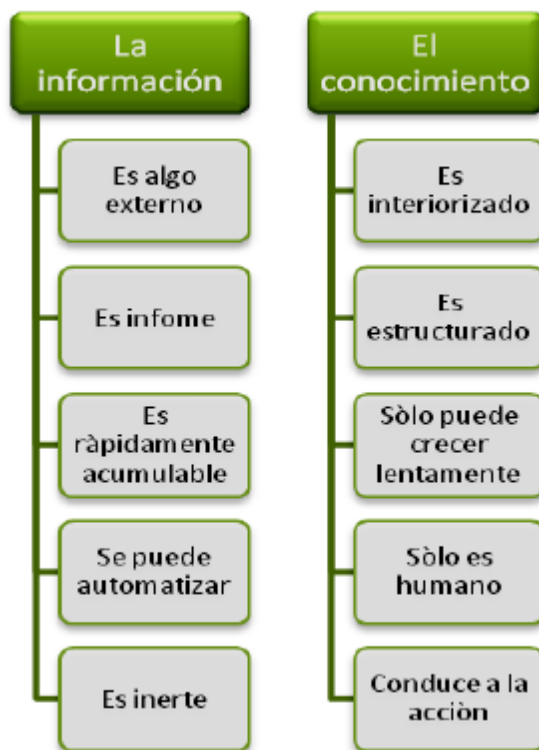 La
información
Es algo
externo
Es infome
Es
ràpidamente
acumulable
Se puede
automatizar
Es inerte
El
conocimiento
Es
interiorizado
Es
estructurado
Sòlo puede
crecer
lentamente
Sòlo es
humano
Conduce a la
acciòn